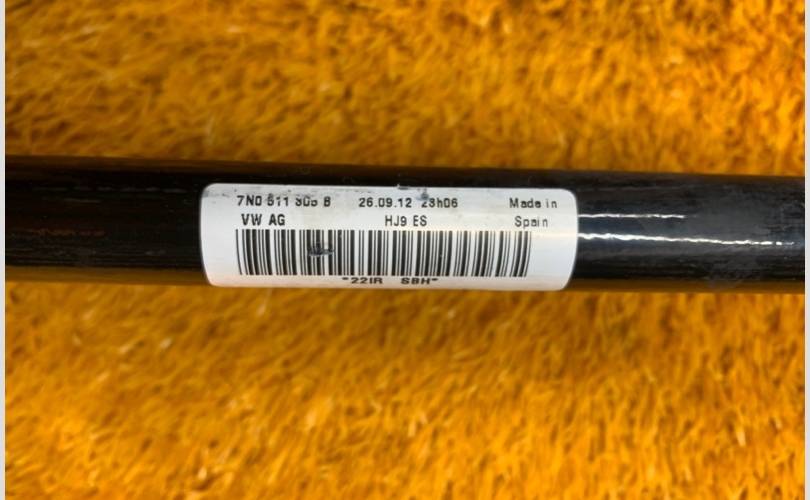 7N0 511 305 B 26.09.12 23h06 Made in
VW AG HJ9 ES Spain
*22IR SBH*